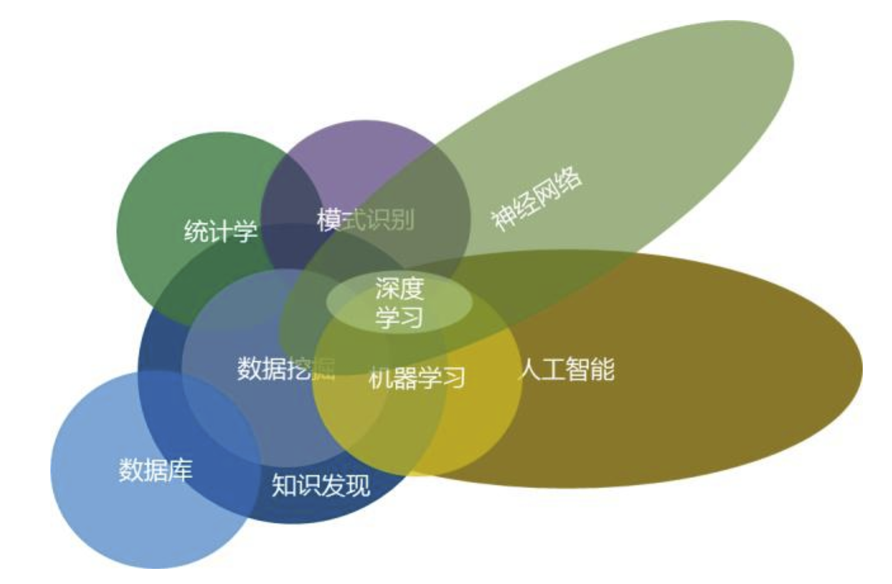 神经网络
模式识别
统计学
深度
学习
数据挖掘
机器学习
人工智能
数据库
知识发现